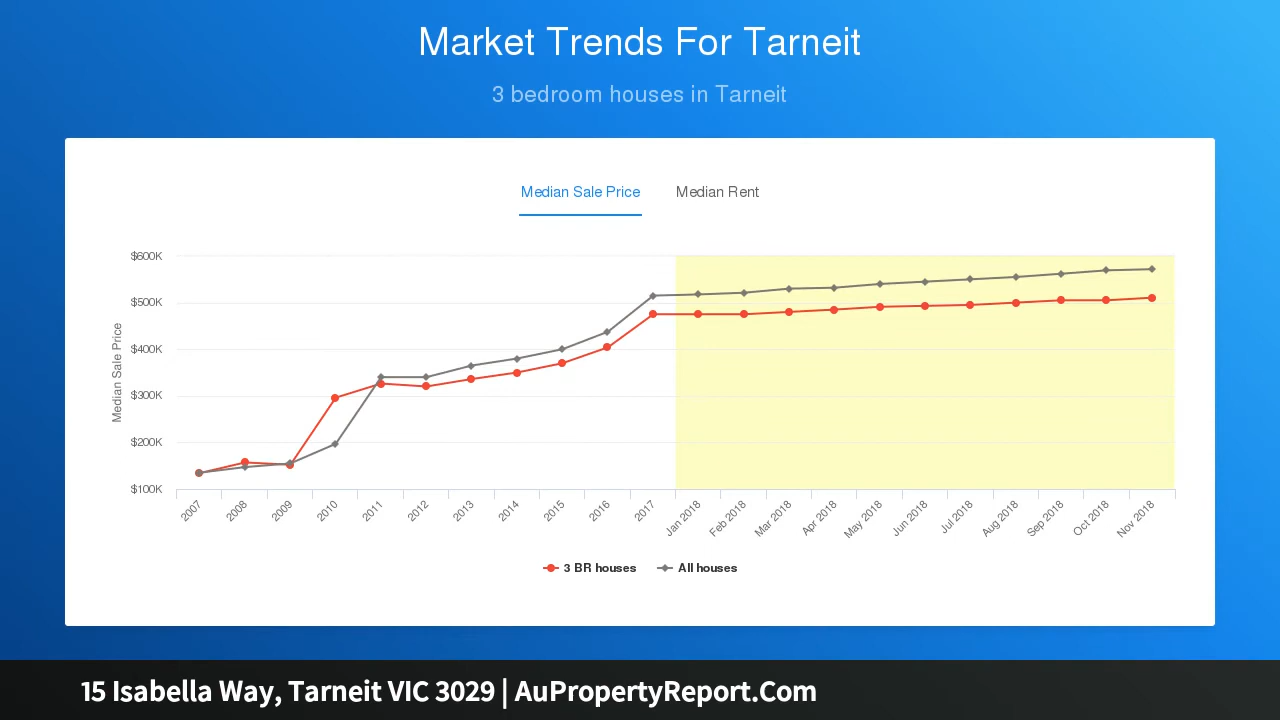 Market Trends For Tarneit
3 bedroom houses in Tarneit
Median Sale Price Median Rent
Median Sale Price
$600K
$500K
$400K
$300K
$200K
$100K
2007 2008 2009 2010 2011 2012 2013 2014 2015 2016 2017 Jan 2018 Feb 2018 Mar 2018 Apr 2018 May 2018 Jun 2018 Jul 2018 Aug 2018 Sep 2018 Oct 2018 Nov 2018
3 BR houses All houses
15 Isabella Way, Tarneit VIC 3029 | AuPropertyReport.Com